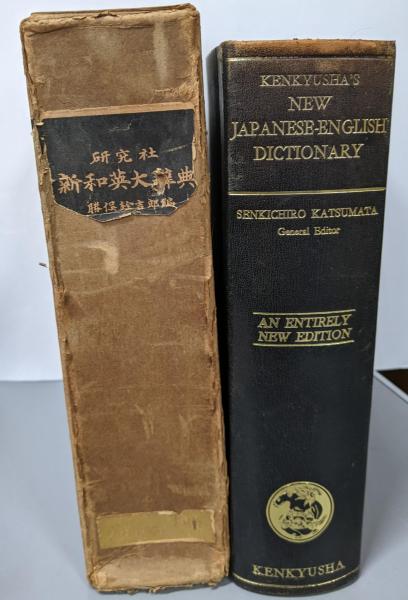 研究社
新和英大辞典
勝俣銓吉郎編
KENKYUSHA'S
NEW
JAPANESE-ENGLISH
DICTIONARY
SENKICHIRO KATSUMATA
General Editor
AN ENTIRELY
NEW EDITION
KENKYUSHA